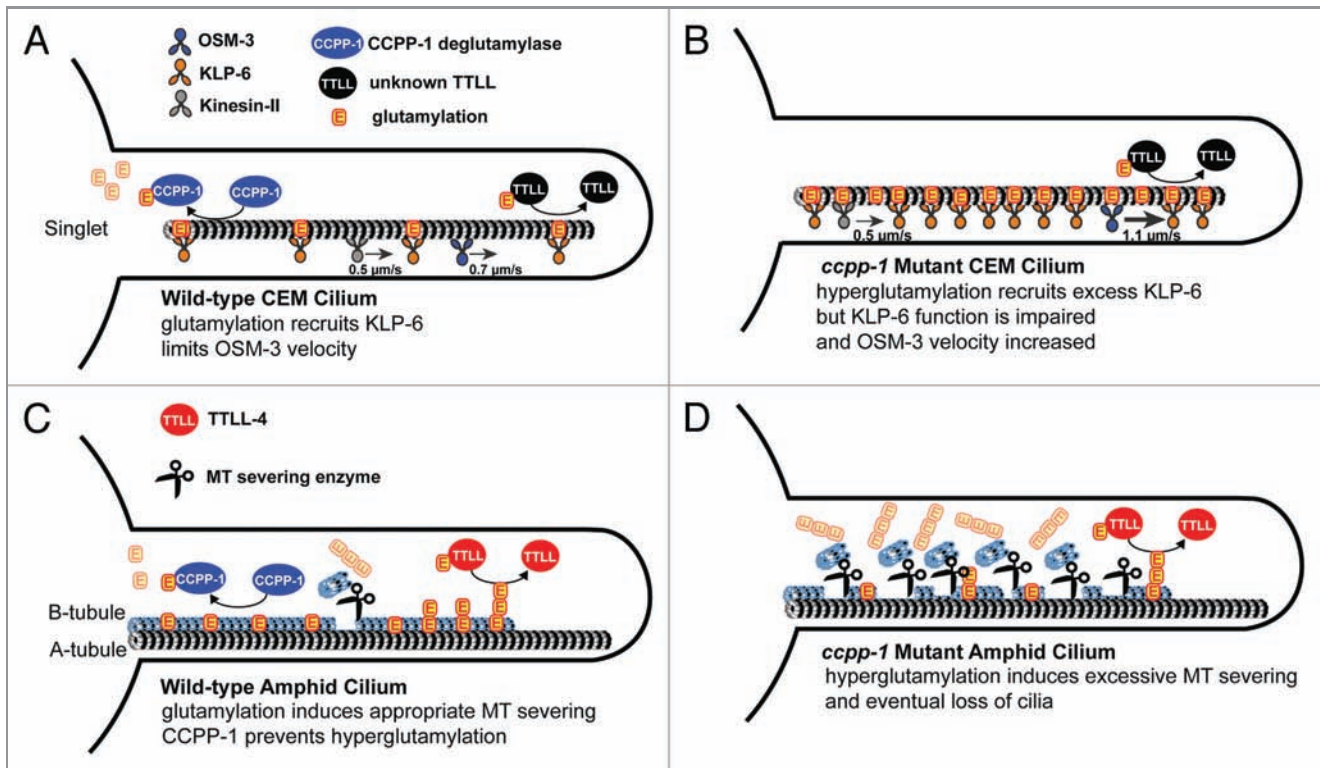 A
OSM-3
KLP-6
Kinesin-II
CCPP-1 CCPP-1 deglutamylase
TTLL unknown TTLL
E glutamylation
E
E
E
E CCPP-1 CCPP-1
E TTLL TTLL
Singlet
E E E E
0.5 µm/s 0.7 µm/s
Wild-type CEM Cilium
glutamylation recruits KLP-6
limits OSM-3 velocity
B
E TTLL TTLL
E E E E E E E E E E E E E E
0.5 µm/s 1.1 µm/s
ccpp-1 Mutant CEM Cilium
hyperglutamylation recruits excess KLP-6
but KLP-6 function is impaired
and OSM-3 velocity increased
C
TTLL TTLL-4
MT severing enzyme
E
E E CCPP-1 CCPP-1
E E E
E TTLL TTLL
B-tubule
E E E E E E E E E E E E E
A-tubule
Wild-type Amphid Cilium
glutamylation induces appropriate MT severing
CCPP-1 prevents hyperglutamylation
D
E E E E E E E E E E E E E E E
E TTLL TTLL
E E E E E E E
ccpp-1 Mutant Amphid Cilium
hyperglutamylation induces excessive MT severing
and eventual loss of cilia